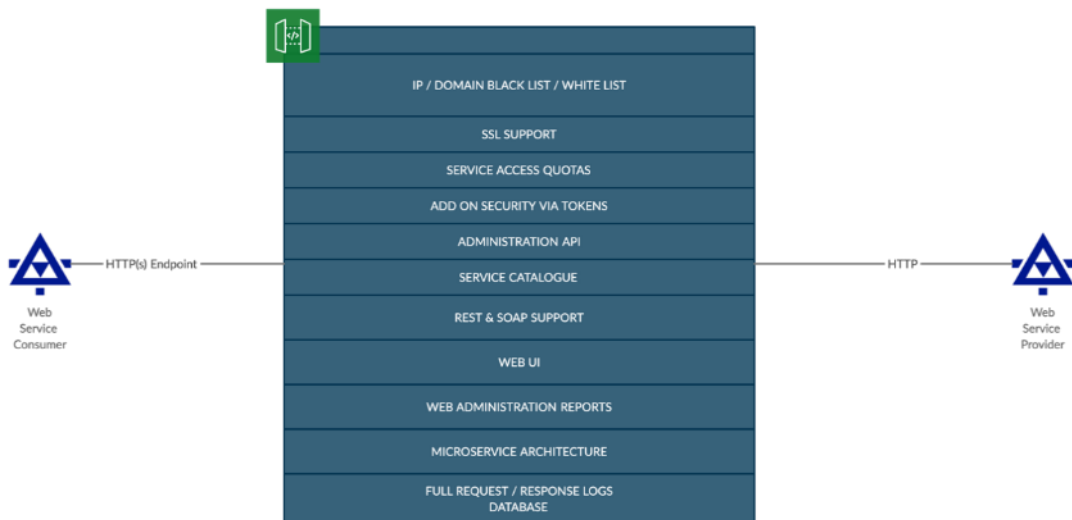 IP / DOMAIN BLACK LIST / WHITE LIST
SSL SUPPORT
SERVICE ACCESS QUOTAS
ADD ON SECURITY VIA TOKENS
ADMINISTRATION API
HTTP(s) Endpoint
HTTP
SERVICE CATALOGUE
Web
Service
Consumer
Web
Service
Provider
REST & SOAP SUPPORT
WEB UI
WEB ADMINISTRATION REPORTS
MICROSERVICE ARCHITECTURE
FULL REQUEST / RESPONSE LOGS
DATABASE